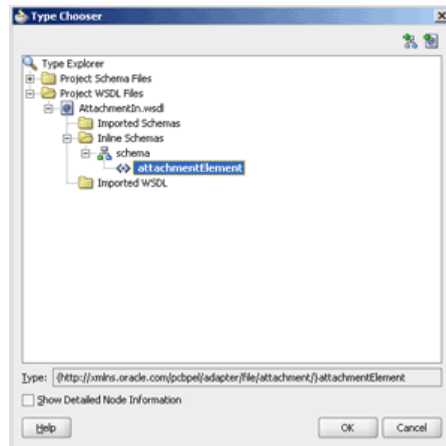 Type Chooser
Type Explorer
Project Schema Files
Project WSDL Files
AttachmentIn.wsdl
Imported Schemas
Inline Schemas
schema
attachmentElement
Imported WSDL
Type: {http://xmlns.oracle.com/pcbpel/adapter/file/attachment/}attachmentElement
Show Detailed Node Information
Help OK Cancel